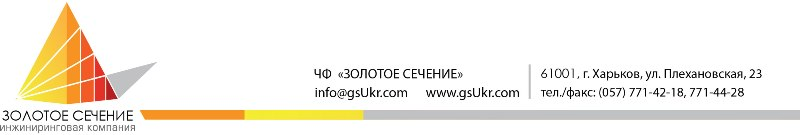 ЗОЛОТОЕ СЕЧЕНИЕ
инжиниринговая компания
ЧФ «ЗОЛОТОЕ СЕЧЕНИЕ»
info@gsUkr.com www.gsUkr.com
61001, г. Харьков, ул. Плехановская, 23
тел./факс: (057) 771-42-18, 771-44-28